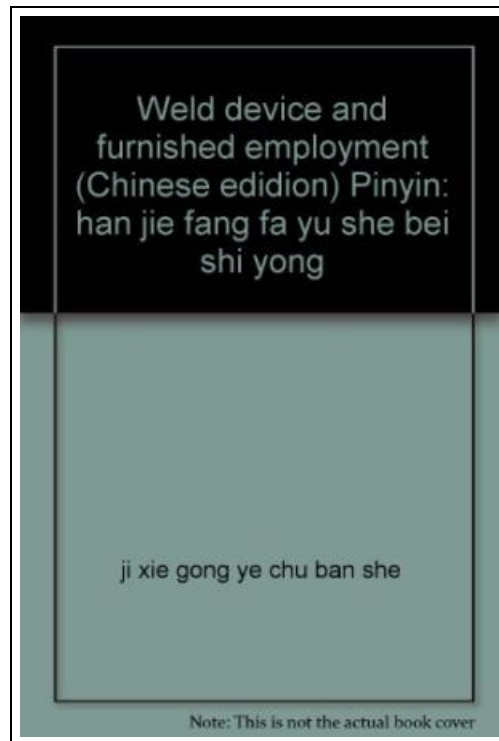 Weld device and
furnished employment
(Chinese edidion) Pinyin:
han jie fang fa yu she bei
shi yong
ji xie gong ye chu ban she
Note: This is not the actual book cover